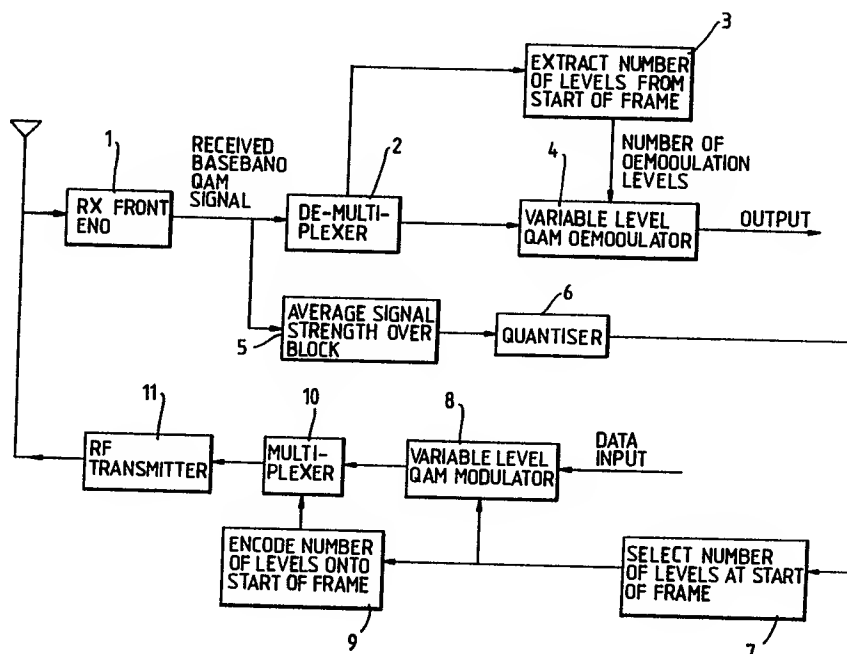 3
EXTRACT NUMBER
OF LEVELS FROM
START OF FRAME
RECEIVED
BASEBANO
QAM
SIGNAL
1
2
4
NUMBER OF
OEMOOULATION
LEVELS
RX FRONT
ENO
DE-MULTI-
PLEXER
VARIABLE LEVEL
QAM OEMOOULATOR
OUTPUT
5
AVERAGE SIGNAL
STRENGTH OVER
BLOCK
6
QUANTISER
11
10
8
RF
TRANSMITTER
MULTI-
PLEXER
VARIABLE LEVEL
QAM MODULATOR
DATA
INPUT
ENCODE NUMBER
OF LEVELS ONTO
START OF FRAME
9
SELECT NUMBER
OF LEVELS AT START
OF FRAME
7